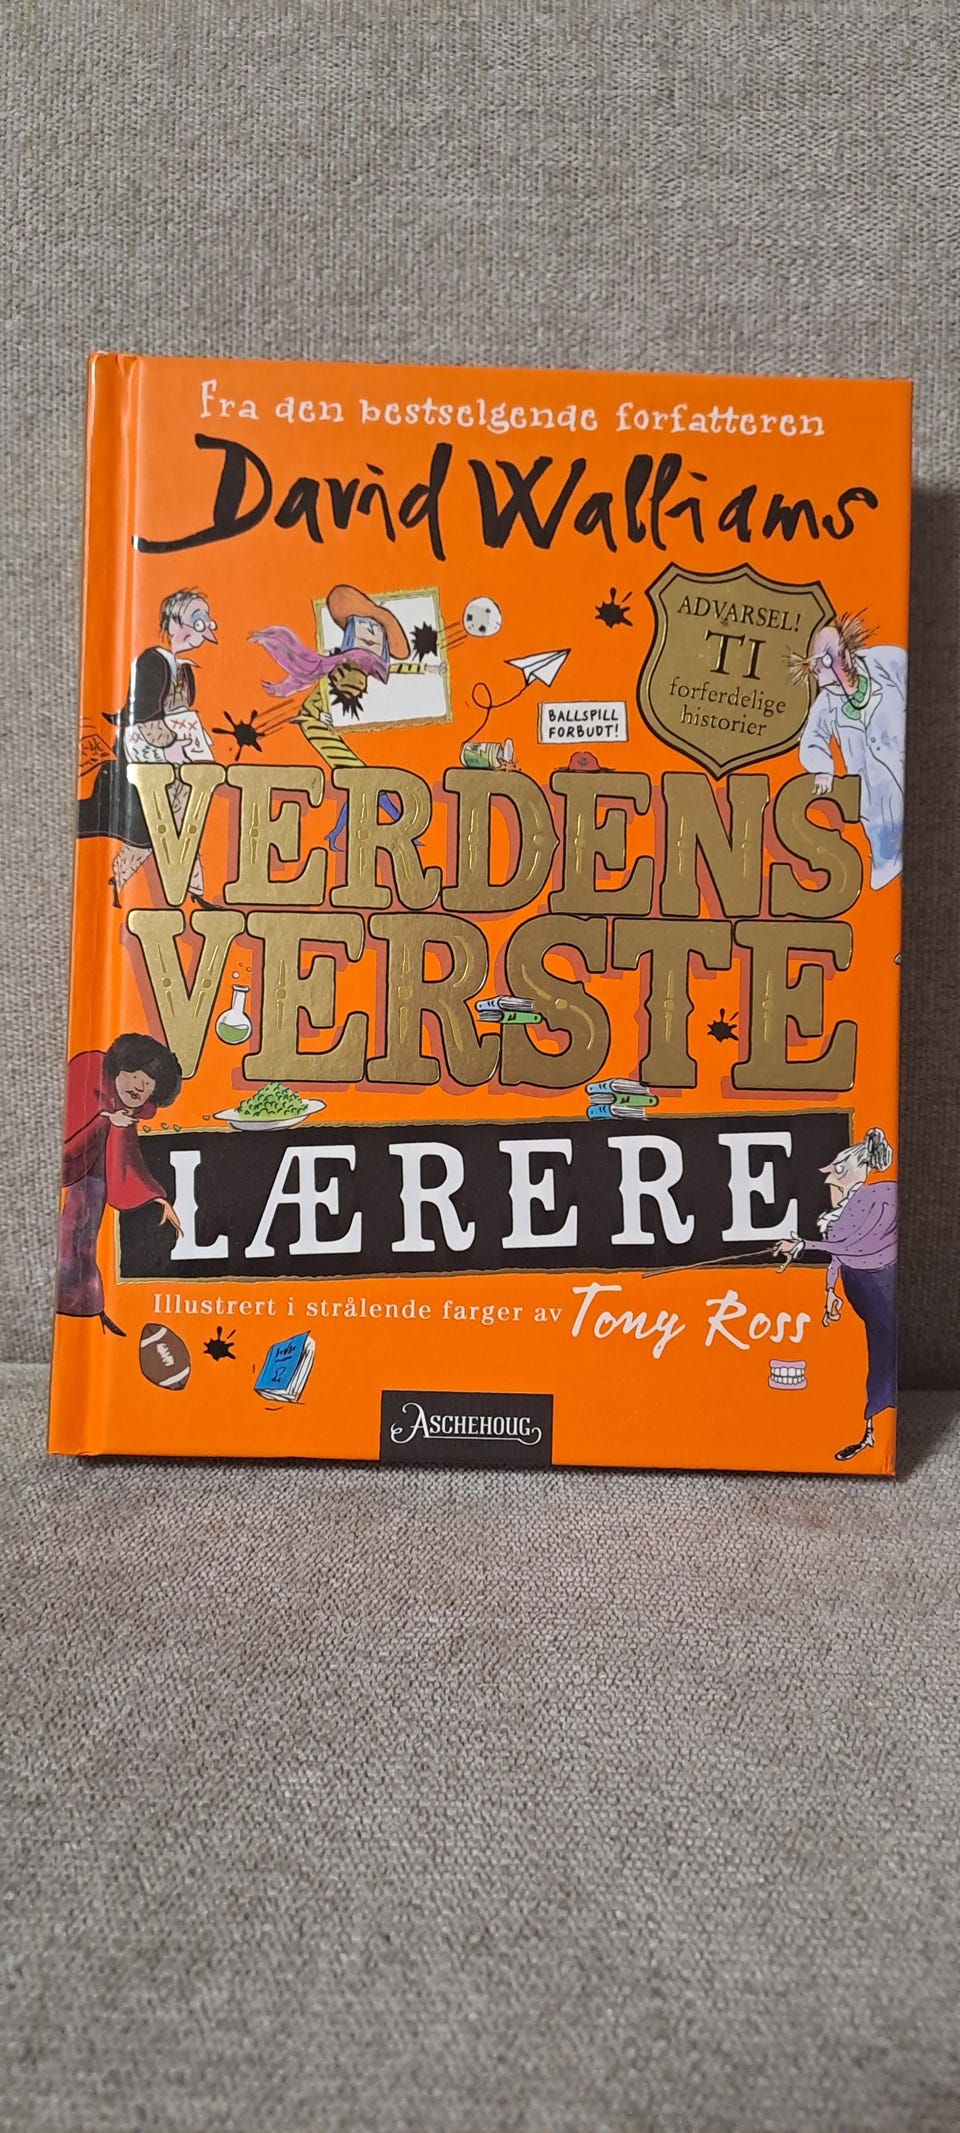 Fra den bestselgende forfatteren
David Walliams
ADVARSEL!
TI
forferdelige
historier
BALLSPILL
FORBUDT!
VERDENS
VERSTE
LÆRERE
Illustrert i strålende farger av Tony Ross
ASCHEHOUG